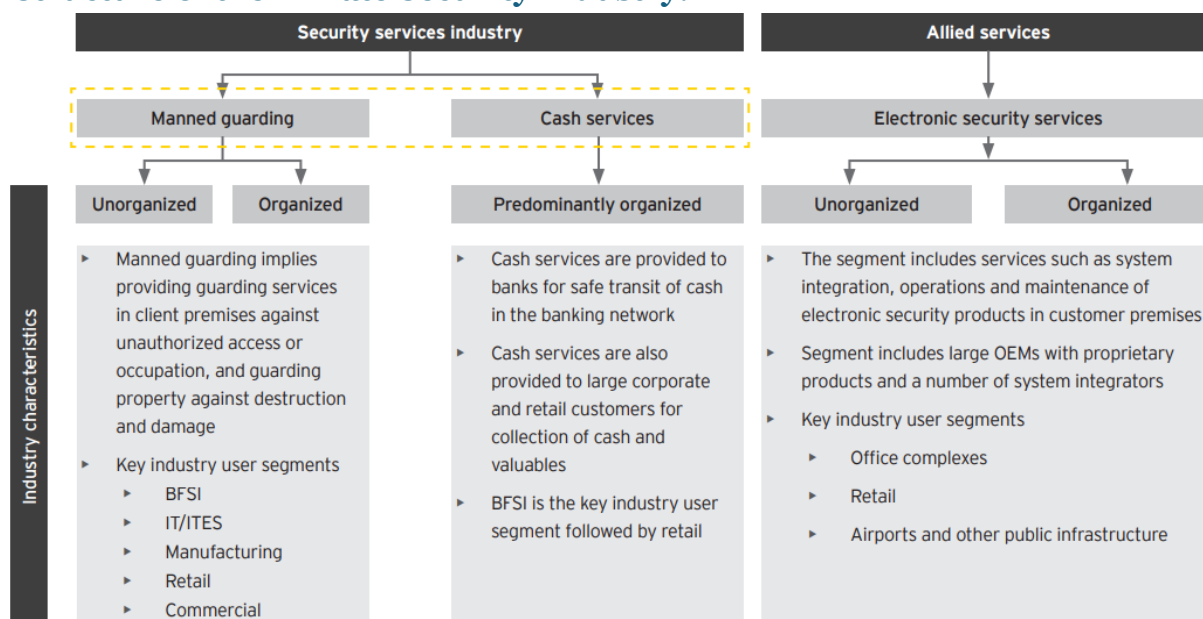 Security services industry
Allied services
Manned guarding
Cash services
Electronic security services
Unorganized
Organized
Predominantly organized
Unorganized
Organized
Industry characteristics
Manned guarding implies
providing guarding services
in client premises against
unauthorized access or
occupation, and guarding
property against destruction
and damage
Key industry user segments
BFSI
IT/ITES
Manufacturing
Retail
Commercial
Cash services are provided to
banks for safe transit of cash
in the banking network
Cash services are also
provided to large corporate
and retail customers for
collection of cash and
valuables
BFSI is the key industry user
segment followed by retail
The segment includes services such as system
integration, operations and maintenance of
electronic security products in customer premises
Segment includes large OEMs with proprietary
products and a number of system integrators
Key industry user segments
Office complexes
Retail
Airports and other public infrastructure